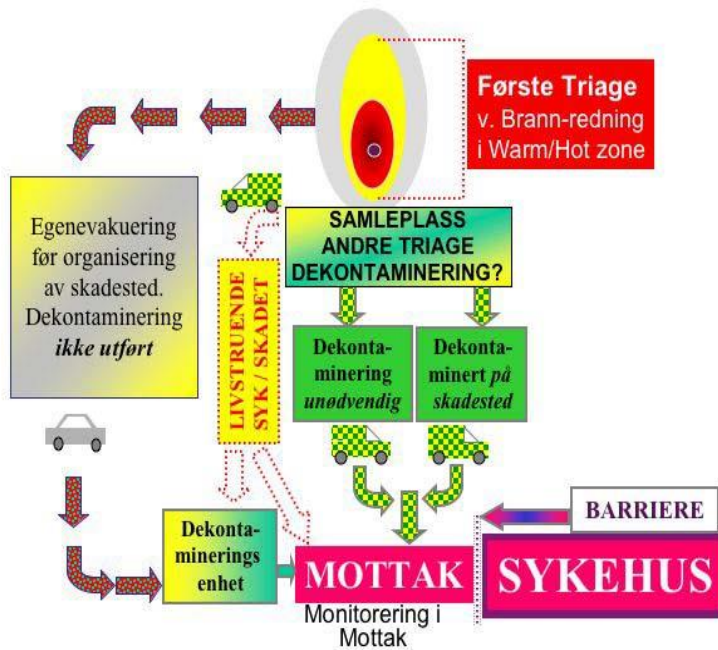 Første Triage
v. Brann-redning
i Warm/Hot zone
Egenevakuering
før organisering
av skadested.
Dekontaminering
ikke utført
SAMLEPLASS
ANDRE TRIAGE
DEKONTAMINERING?
LIVSTRUENDE
SYK / SKADET
Dekonta-
minering
unødvendig
Dekonta-
minert på
skadested
Dekonta-
minerings
enhet
MOTTAK
Monitorering i
Mottak
BARRIERE
SYKEHUS